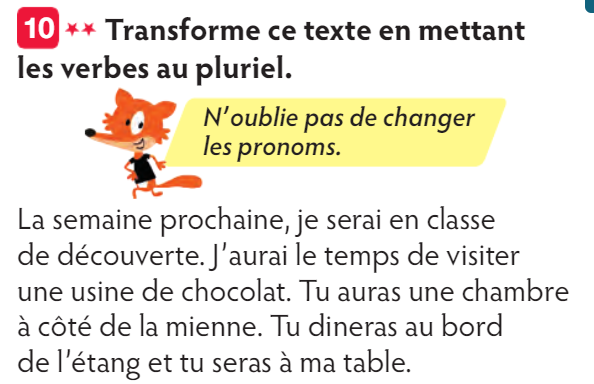 10 ★★ Transforme ce texte en mettant
les verbes au pluriel.
N'oublie pas de changer
les pronoms.
La semaine prochaine, je serai en classe
de découverte. J'aurai le temps de visiter
une usine de chocolat. Tu auras une chambre
à côté de la mienne. Tu dineras au bord
de l'étang et tu seras à ma table.